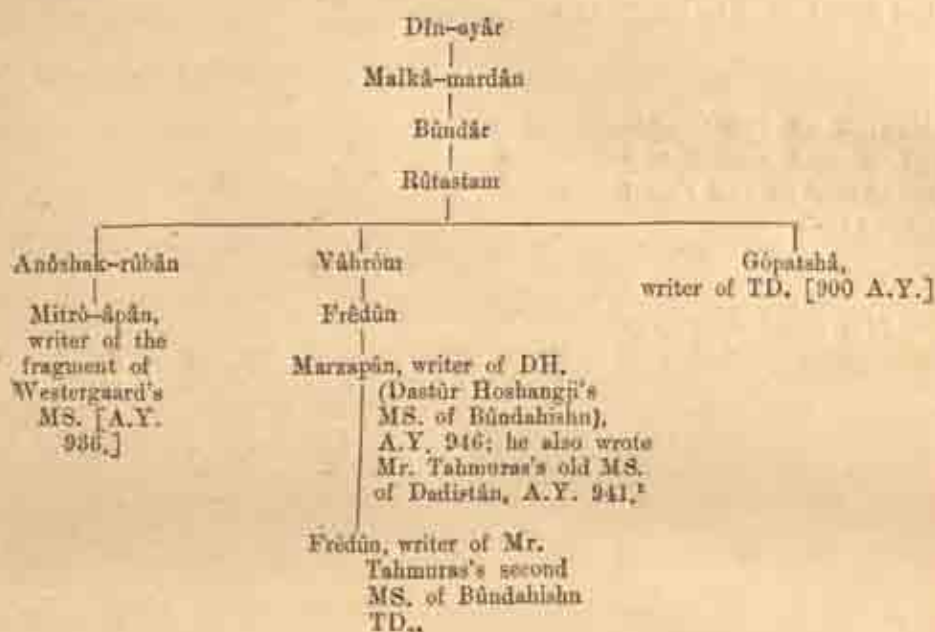 Dîn-ayâr
Malkâ-mardân
Bûndâr
Rûtastam
Anôshak-rûbân
Mitrô-âpân,
writer of the
fragment of
Westergaard's
MS. [A.Y.
936.]
Vâhrôm
Frêdûn
Marzapân, writer of DH.
(Dastûr Hoshangji's
MS. of Bûndahishn),
A.Y. 946; he also wrote
Mr. Tahmuras's old MS.
of Dadistân, A.Y. 941.¹
Frêdûn, writer of Mr.
Tahmuras's second
MS. of Bûndahishn
TD₂.
Gôpatshâ,
writer of TD. [900 A.Y.]